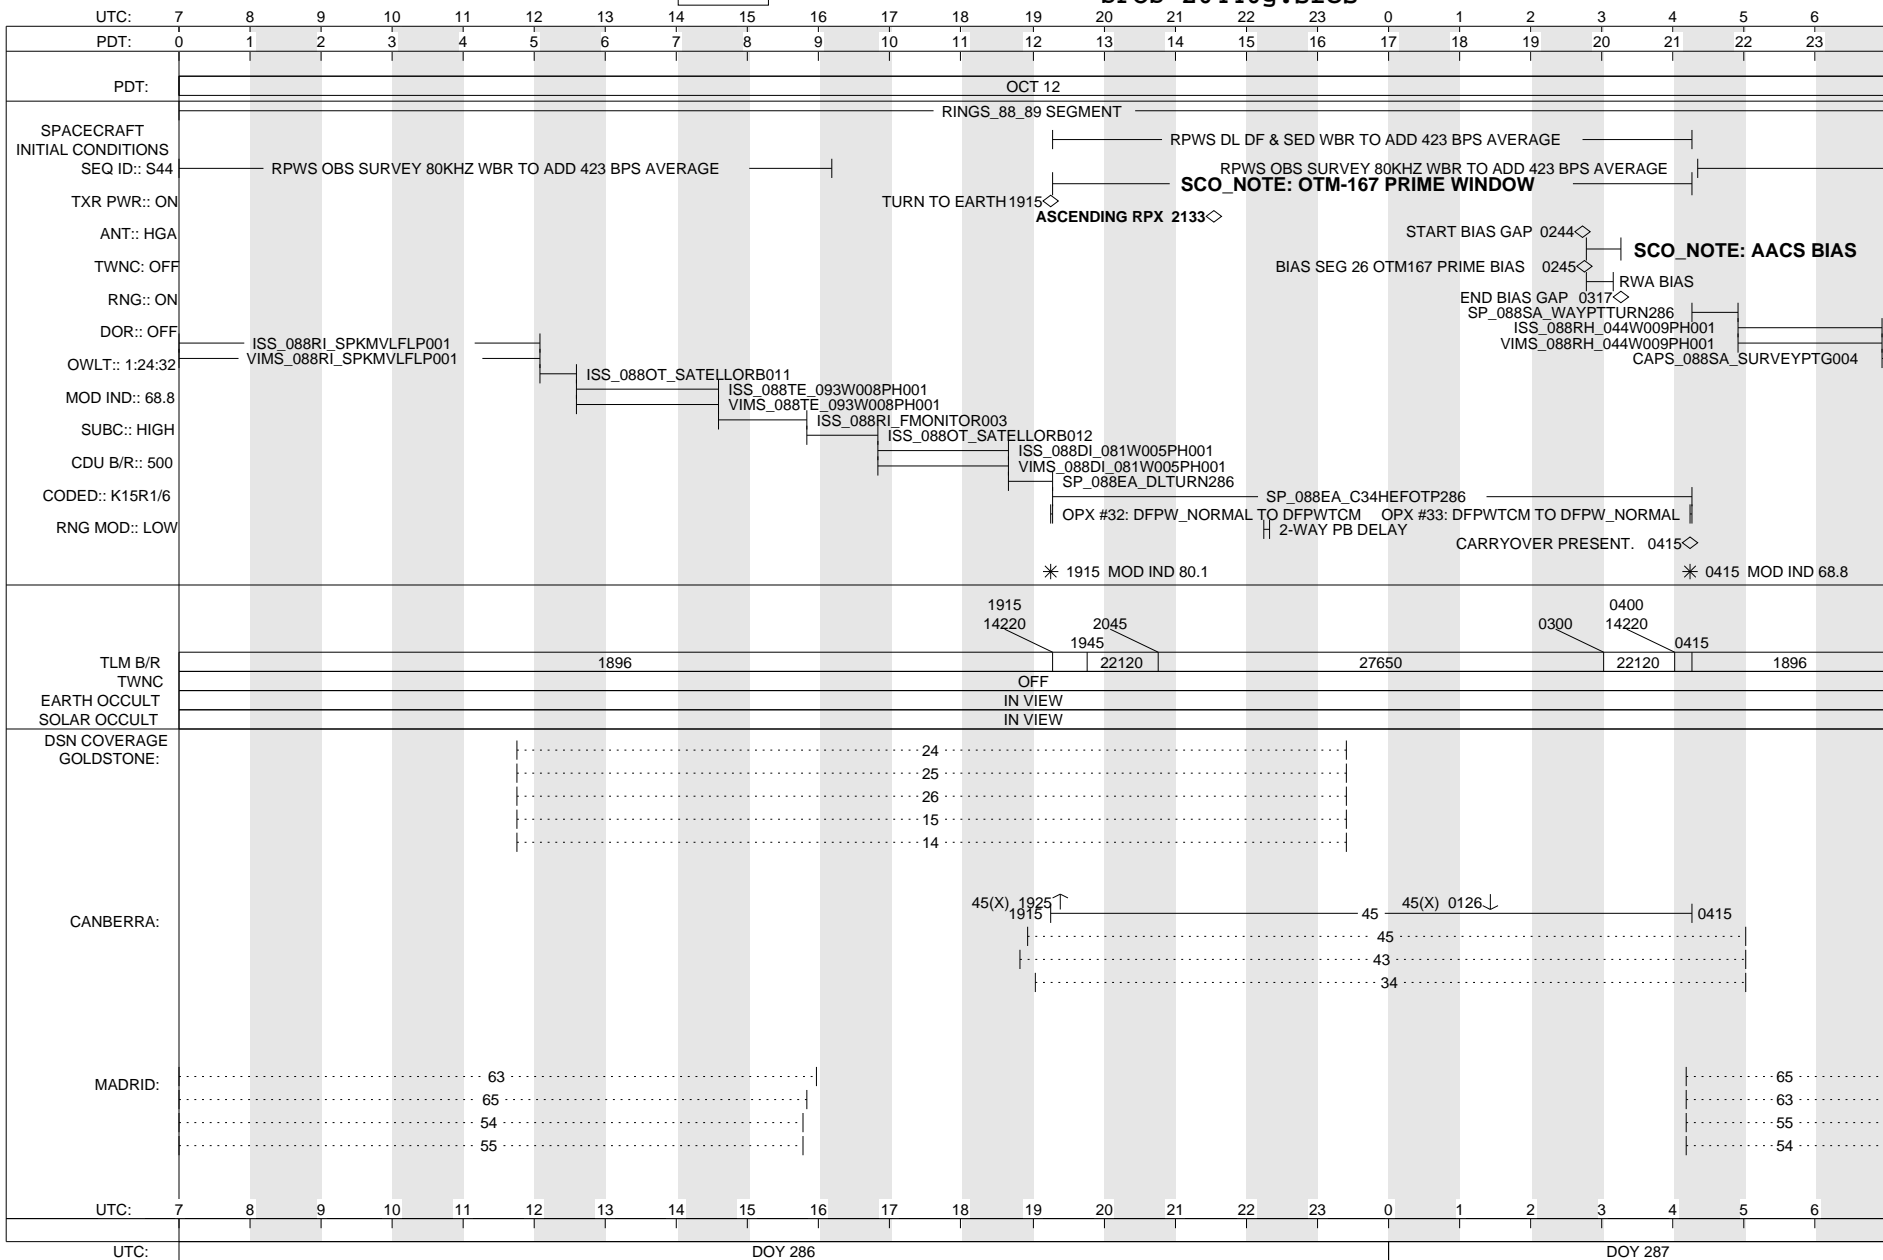 UTC: 7 8 9 10 11 12 13 14 15 16 17 18 19 20 21 22 23 0 1 2 3 4 5 6
PDT: 0 1 2 3 4 5 6 7 8 9 10 11 12 13 14 15 16 17 18 19 20 21 22 23
PDT: OCT 12
RINGS_88_89 SEGMENT
SPACECRAFT
INITIAL CONDITIONS
RPWS DL DF & SED WBR TO ADD 423 BPS AVERAGE
SEQ ID:: S44 RPWS OBS SURVEY 80KHZ WBR TO ADD 423 BPS AVERAGE RPWS OBS SURVEY 80KHZ WBR TO ADD 423 BPS AVERAGE
SCO_NOTE: OTM-167 PRIME WINDOW
TXR PWR:: ON TURN TO EARTH 1915
ASCENDING RPX 2133
ANT:: HGA START BIAS GAP 0244
SCO_NOTE: AACS BIAS
TWNC: OFF BIAS SEG 26 OTM167 PRIME BIAS 0245
RWA BIAS
RNG:: ON END BIAS GAP 0317
SP_088SA_WAYPTTURN286
DOR:: OFF ISS_088RH_044W009PH001
ISS_088RI_SPKMVLFLP001 VIMS_088RH_044W009PH001
OWLT:: 1:24:32 VIMS_088RI_SPKMVLFLP001 CAPS_088SA_SURVEYPTG004
ISS_088OT_SATELLORB011
ISS_088TE_093W008PH001
MOD IND:: 68.8 VIMS_088TE_093W008PH001
ISS_088RI_FMONITOR003
SUBC:: HIGH ISS_088OT_SATELLORB012
ISS_088DI_081W005PH001
CDU B/R:: 500 VIMS_088DI_081W005PH001
SP_088EA_DLTURN286
CODED:: K15R1/6 SP_088EA_C34HEFOTP286
OPX #32: DFPW_NORMAL TO DFPWTCM OPX #33: DFPWTCM TO DFPW_NORMAL
RNG MOD:: LOW 2-WAY PB DELAY
CARRYOVER PRESENT. 0415
1915 MOD IND 80.1 0415 MOD IND 68.8
1915 0400
14220 2045 0300 14220
1945 0415
TLM B/R 1896 22120 27650 22120 1896
TWNC OFF
EARTH OCCULT IN VIEW
SOLAR OCCULT IN VIEW
DSN COVERAGE
GOLDSTONE: 24
25
26
15
14
45(X) 1925 45(X) 0126
CANBERRA: 1915 45 0415
45
43
34
MADRID: 63 65
65 63
54 55
55 54
UTC: 7 8 9 10 11 12 13 14 15 16 17 18 19 20 21 22 23 0 1 2 3 4 5 6
UTC: DOY 286 DOY 287